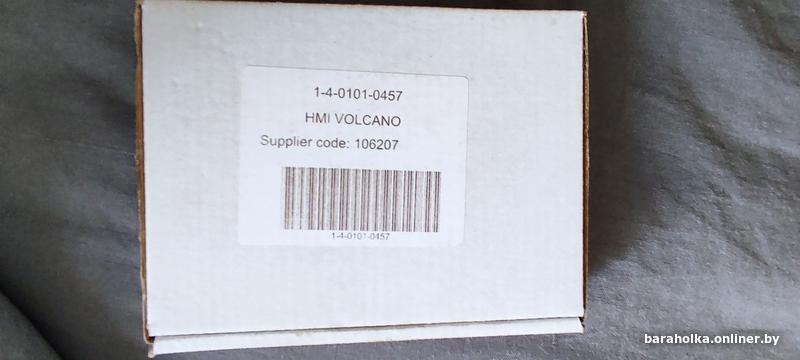 1-4-0101-0457
HMI VOLCANO
Supplier code: 106207
1-4-0101-0457
baraholka.onliner.by